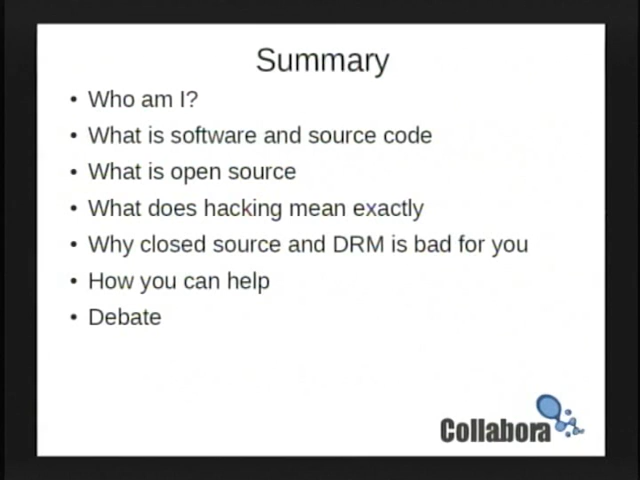 Summary
• Who am I?
• What is software and source code
• What is open source
• What does hacking mean exactly
• Why closed source and DRM is bad for you
• How you can help
• Debate
Collabora